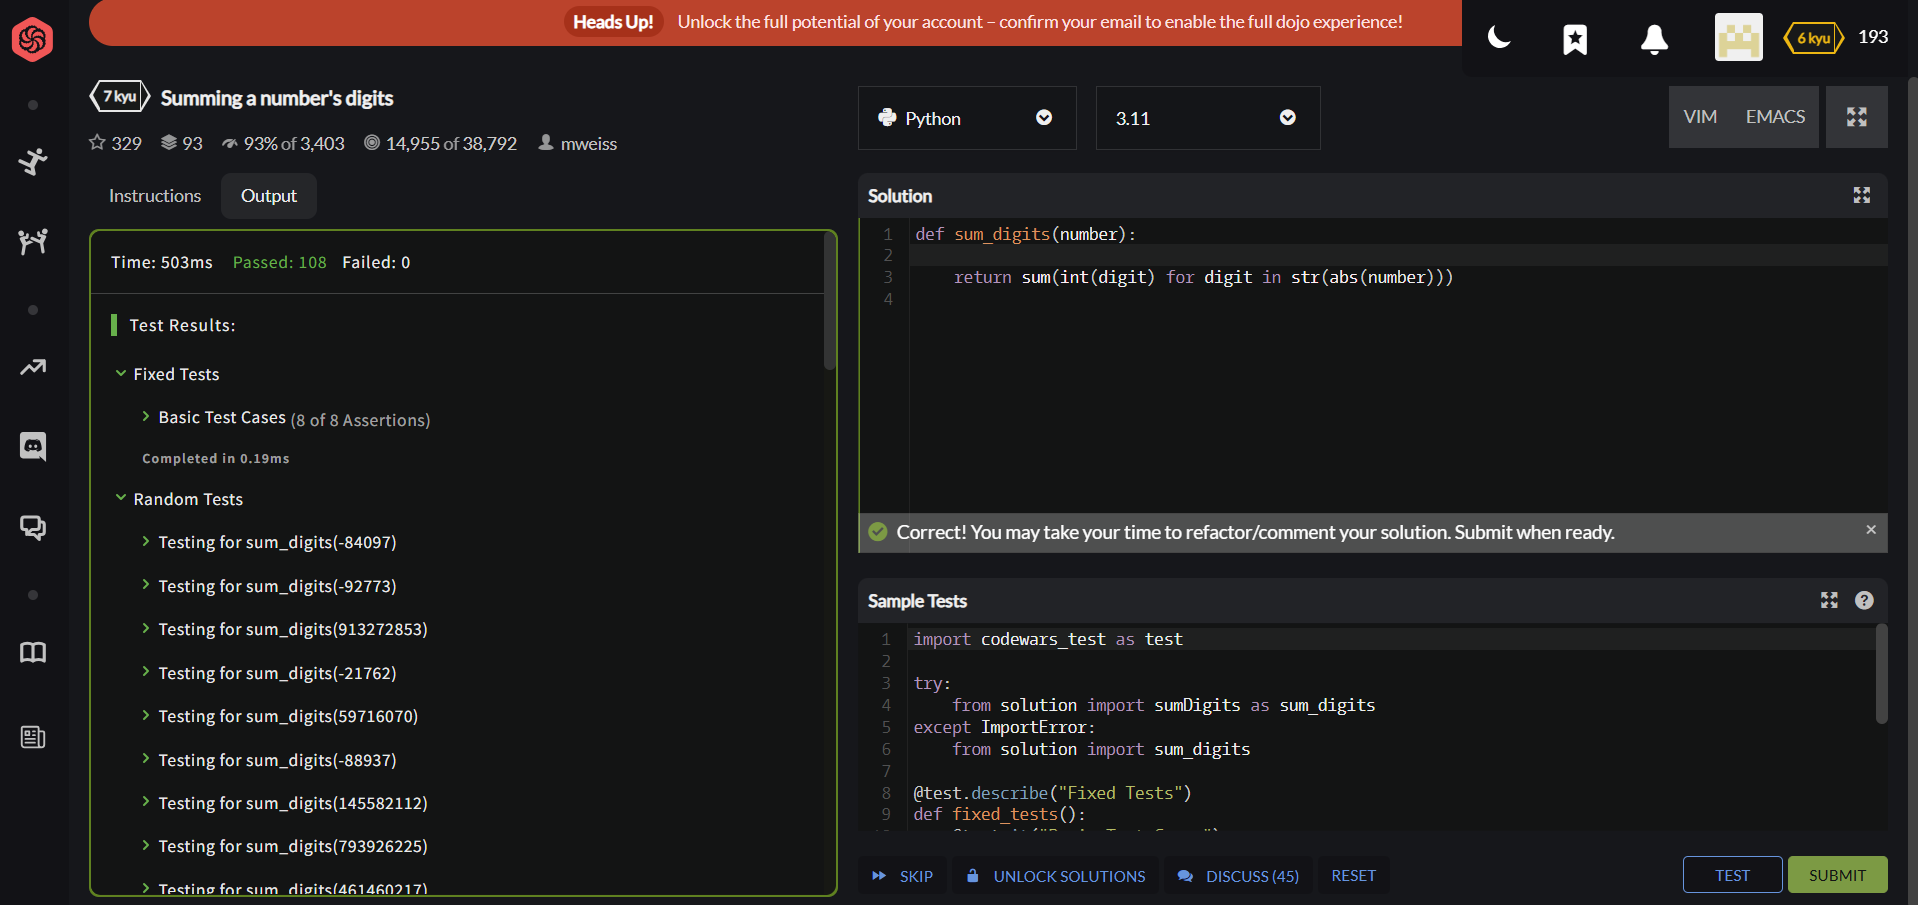 Heads Up! Unlock the full potential of your account – confirm your email to enable the full dojo experience!
6 kyu 193
7 kyu Summing a number's digits
329 93 93% of 3,403 14,955 of 38,792 mweiss
Instructions Output
Time: 503ms Passed: 108 Failed: 0
Test Results:
Fixed Tests
Basic Test Cases (8 of 8 Assertions)
Completed in 0.19ms
Random Tests
Testing for sum_digits(-84097)
Testing for sum_digits(-92773)
Testing for sum_digits(913272853)
Testing for sum_digits(-21762)
Testing for sum_digits(59716070)
Testing for sum_digits(-88937)
Testing for sum_digits(145582112)
Testing for sum_digits(793926225)
Testing for sum_digits(461460217)
Python 3.11 VIM EMACS
Solution
1 def sum_digits(number):
2
3     return sum(int(digit) for digit in str(abs(number)))
4
Correct! You may take your time to refactor/comment your solution. Submit when ready. ×
Sample Tests ?
1 import codewars_test as test
2
3 try:
4     from solution import sumDigits as sum_digits
5 except ImportError:
6     from solution import sum_digits
7
8 @test.describe("Fixed Tests")
9 def fixed_tests():
SKIP UNLOCK SOLUTIONS DISCUSS (45) RESET TEST SUBMIT